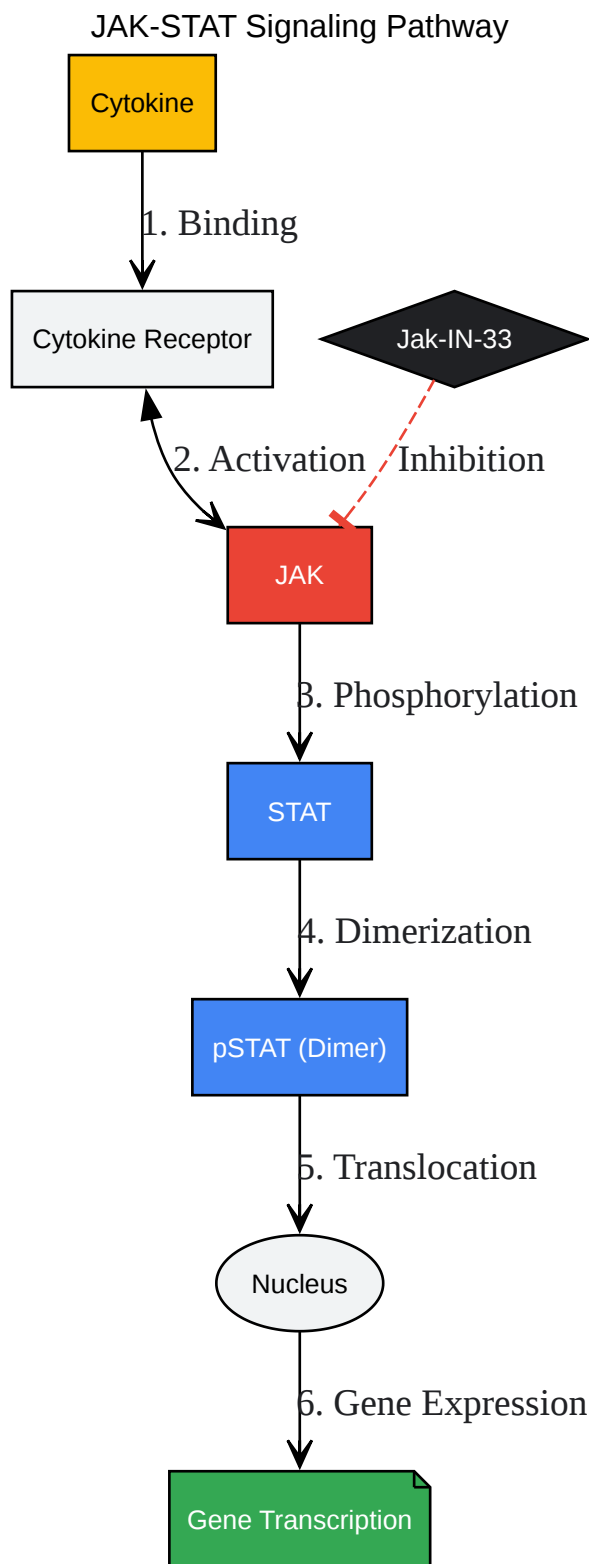 JAK-STAT Signaling Pathway
Cytokine
1. Binding
Cytokine Receptor
Jak-IN-33
2. Activation
Inhibition
JAK
3. Phosphorylation
STAT
4. Dimerization
pSTAT (Dimer)
5. Translocation
Nucleus
6. Gene Expression
Gene Transcription